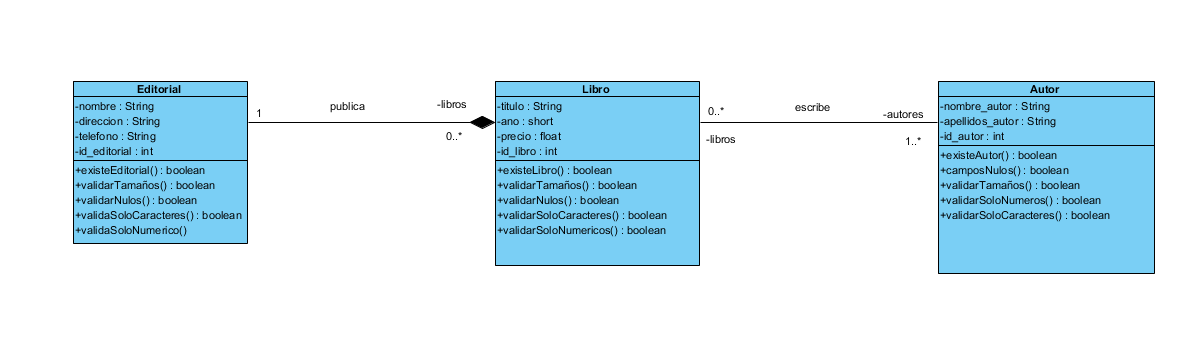 Editorial
-nombre : String
-direccion : String
-telefono : String
-id_editorial : int
+existeEditorial() : boolean
+validarTamaños() : boolean
+validarNulos() : boolean
+validaSoloCaracteres() : boolean
+validaSoloNumerico()
1
publica
-libros
0..*
Libro
-titulo : String
-ano : short
-precio : float
-id_libro : int
+existeLibro() : boolean
+validarTamaños() : boolean
+validarNulos() : boolean
+validarSoloCaracteres() : boolean
+validarSoloNumericos() : boolean
0..*
escribe
-autores
-libros
1..*
Autor
-nombre_autor : String
-apellidos_autor : String
-id_autor : int
+existeAutor() : boolean
+camposNulos() : boolean
+validarTamaños() : boolean
+validarSoloNumeros() : boolean
+validarSoloCaracteres() : boolean